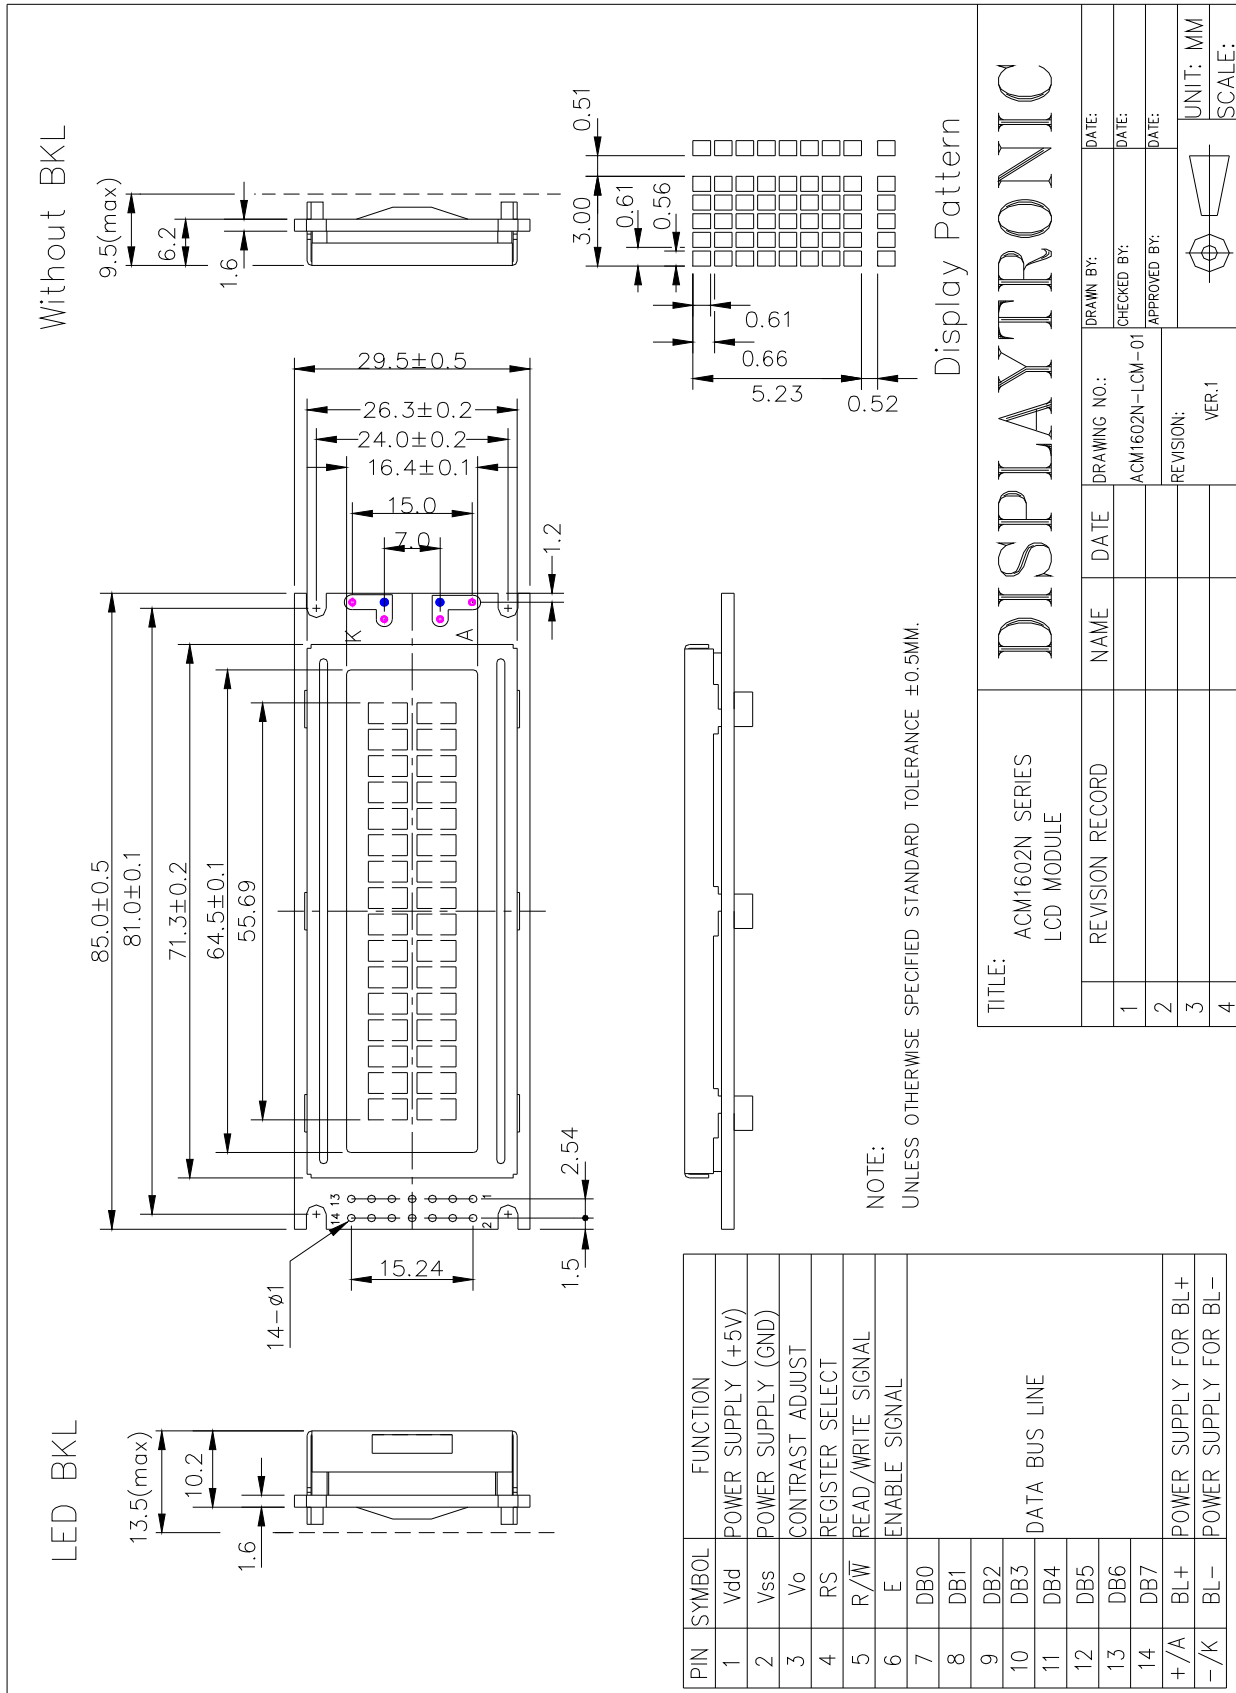 LED BKL
13.5(max)
10.2
1.6
85.0±0.5
81.0±0.1
71.3±0.2
64.5±0.1
55.69
14-ø1
14 13
2 1
15.24
1.5
2.54
K
A
29.5±0.5
26.3±0.2
24.0±0.2
16.4±0.1
15.0
7.0
1.2
Without BKL
9.5(max)
6.2
1.6
3.00
0.51
0.61
0.56
0.61
0.66
5.23
0.52
Display Pattern
PIN SYMBOL FUNCTION
1 Vdd POWER SUPPLY (+5V)
2 Vss POWER SUPPLY (GND)
3 Vo CONTRAST ADJUST
4 RS REGISTER SELECT
5 R/W̅ READ/WRITE SIGNAL
6 E ENABLE SIGNAL
7 DB0
8 DB1
9 DB2
10 DB3 DATA BUS LINE
11 DB4
12 DB5
13 DB6
14 DB7
+/A BL+ POWER SUPPLY FOR BL+
-/K BL- POWER SUPPLY FOR BL-
NOTE:
UNLESS OTHERWISE SPECIFIED STANDARD TOLERANCE ±0.5MM.
TITLE:
ACM1602N SERIES
LCD MODULE
DISPLAYTRONIC
REVISION RECORD NAME DATE
1
2
3
4
DRAWING NO.:
ACM1602N-LCM-01
REVISION:
VER.1
DRAWN BY: DATE:
CHECKED BY: DATE:
APPROVED BY: DATE:
UNIT: MM
SCALE: